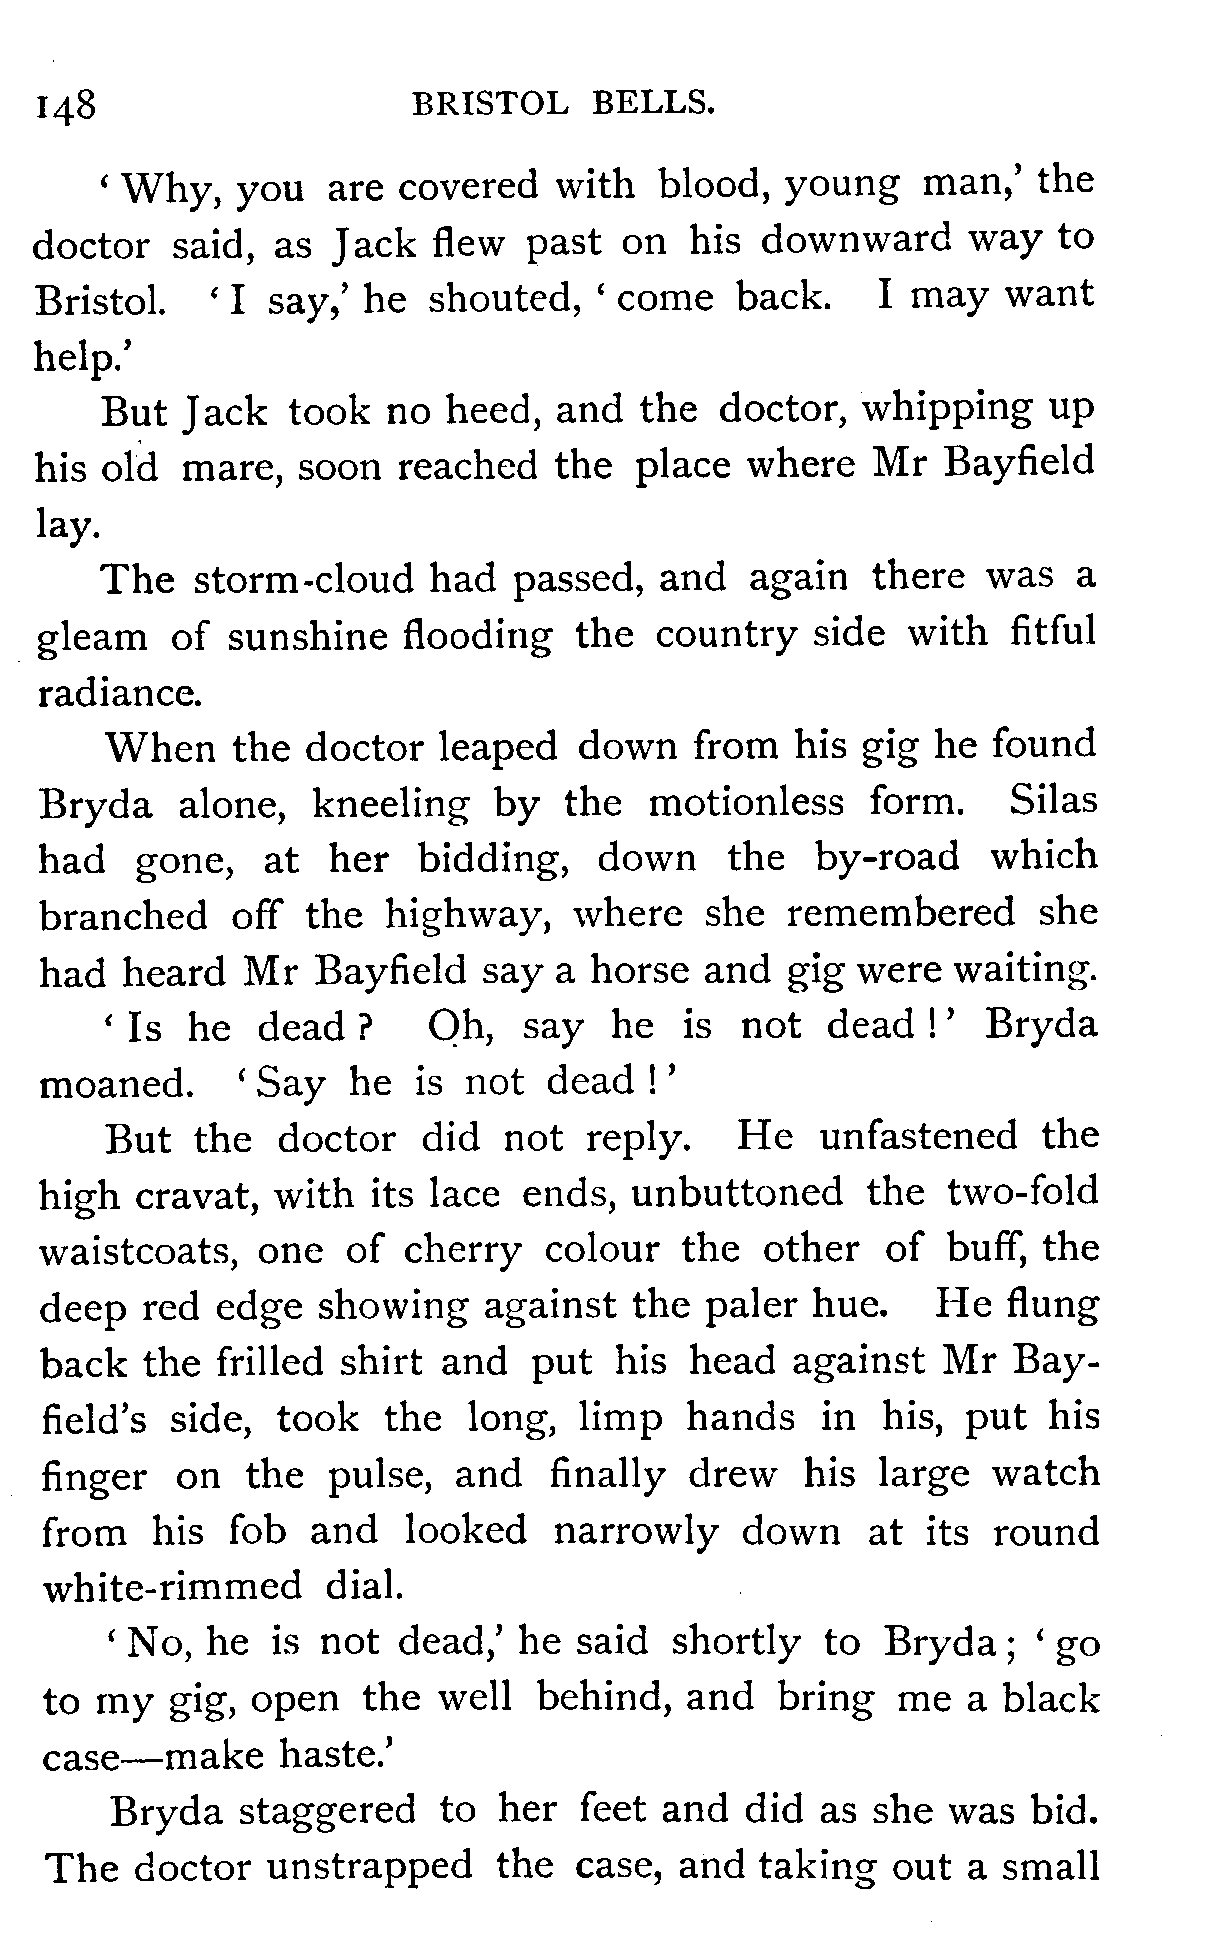 148 BRISTOL BELLS.
‘Why, you are covered with blood, young man,’ the
doctor said, as Jack flew past on his downward way to
Bristol. ‘I say,’ he shouted, ‘come back. I may want
help.’
But Jack took no heed, and the doctor, whipping up
his old mare, soon reached the place where Mr Bayfield
lay.
The storm-cloud had passed, and again there was a
gleam of sunshine flooding the country side with fitful
radiance.
When the doctor leaped down from his gig he found
Bryda alone, kneeling by the motionless form. Silas
had gone, at her bidding, down the by-road which
branched off the highway, where she remembered she
had heard Mr Bayfield say a horse and gig were waiting.
‘Is he dead? Oh, say he is not dead!’ Bryda
moaned. ‘Say he is not dead!’
But the doctor did not reply. He unfastened the
high cravat, with its lace ends, unbuttoned the two-fold
waistcoats, one of cherry colour the other of buff, the
deep red edge showing against the paler hue. He flung
back the frilled shirt and put his head against Mr Bay-
field's side, took the long, limp hands in his, put his
finger on the pulse, and finally drew his large watch
from his fob and looked narrowly down at its round
white-rimmed dial.
‘No, he is not dead,’ he said shortly to Bryda; ‘go
to my gig, open the well behind, and bring me a black
case—make haste.’
Bryda staggered to her feet and did as she was bid.
The doctor unstrapped the case, and taking out a small